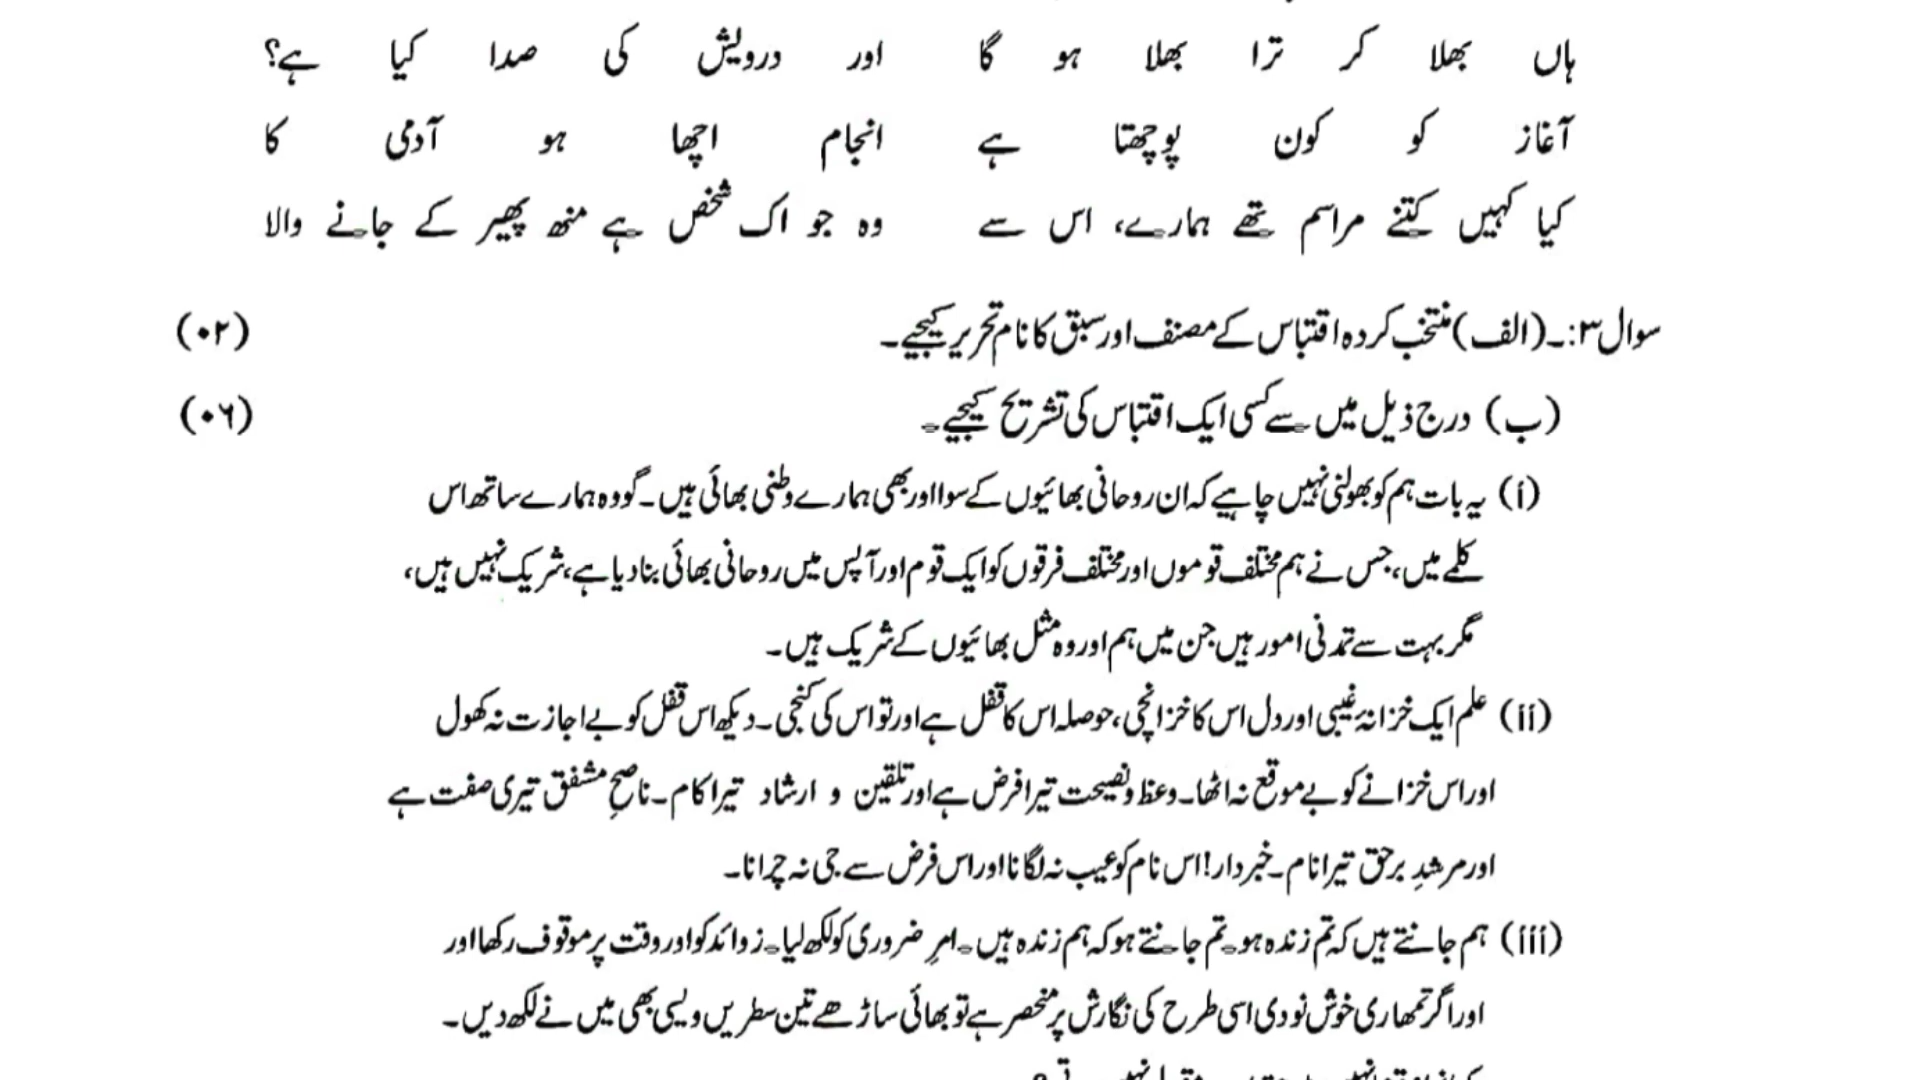 ہاں بھلا کر ترا بھلا ہو گا اور درویش کی صدا کیا ہے؟
آغاز کو کون پوچھتا ہے انجام اچھا ہو آدمی کا
کیا کہیں کتنے مراسم تھے ہمارے، اس سے وہ جو اک شخص ہے منھ پھیر کے جانے والا
سوال ۳:۔ (الف) منتخب کردہ اقتباس کے مصنف اور سبق کا نام تحریر کیجیے۔ (۰۲)
(ب) درج ذیل میں سے کسی ایک اقتباس کی تشریح کیجیے۔ (۰۶)
(i) یہ بات ہم کو بھولنی نہیں چاہیے کہ ان روحانی بھائیوں کے سوا اور بھی ہمارے وطنی بھائی ہیں۔ گو وہ ہمارے ساتھ اس
کلمے میں، جس نے ہم مختلف قوموں اور مختلف فرقوں کو ایک قوم اور آپس میں روحانی بھائی بنا دیا ہے، شریک نہیں ہیں،
مگر بہت سے تمدنی امور ہیں جن میں ہم اور وہ مثل بھائیوں کے شریک ہیں۔
(ii) علم ایک خزانۂ غیبی اور دل اس کا خزانچی، حوصلہ اس کا قفل ہے اور تو اس کی کنجی۔ دیکھ اس قفل کو بے اجازت نہ کھول
اور اس خزانے کو بے موقع نہ اٹھا۔ وعظ و نصیحت تیرا فرض ہے اور تلقین و ارشاد تیرا کام۔ ناصحِ مشفق تیری صفت ہے
اور مرشدِ برحق تیرا نام۔ خبردار! اس نام کو عیب نہ لگانا اور اس فرض سے جی نہ چرانا۔
(iii) ہم جانتے ہیں کہ تم زندہ ہو۔ تم جانتے ہو کہ ہم زندہ ہیں۔ امرِ ضروری کو لکھ لیا۔ زوائد کو اور وقت پر موقوف رکھا اور
اور اگر تمھاری خوش نودی اسی طرح کی نگارش پر منحصر ہے تو بھائی ساڑھے تین سطریں ویسی بھی میں نے لکھ دیں۔